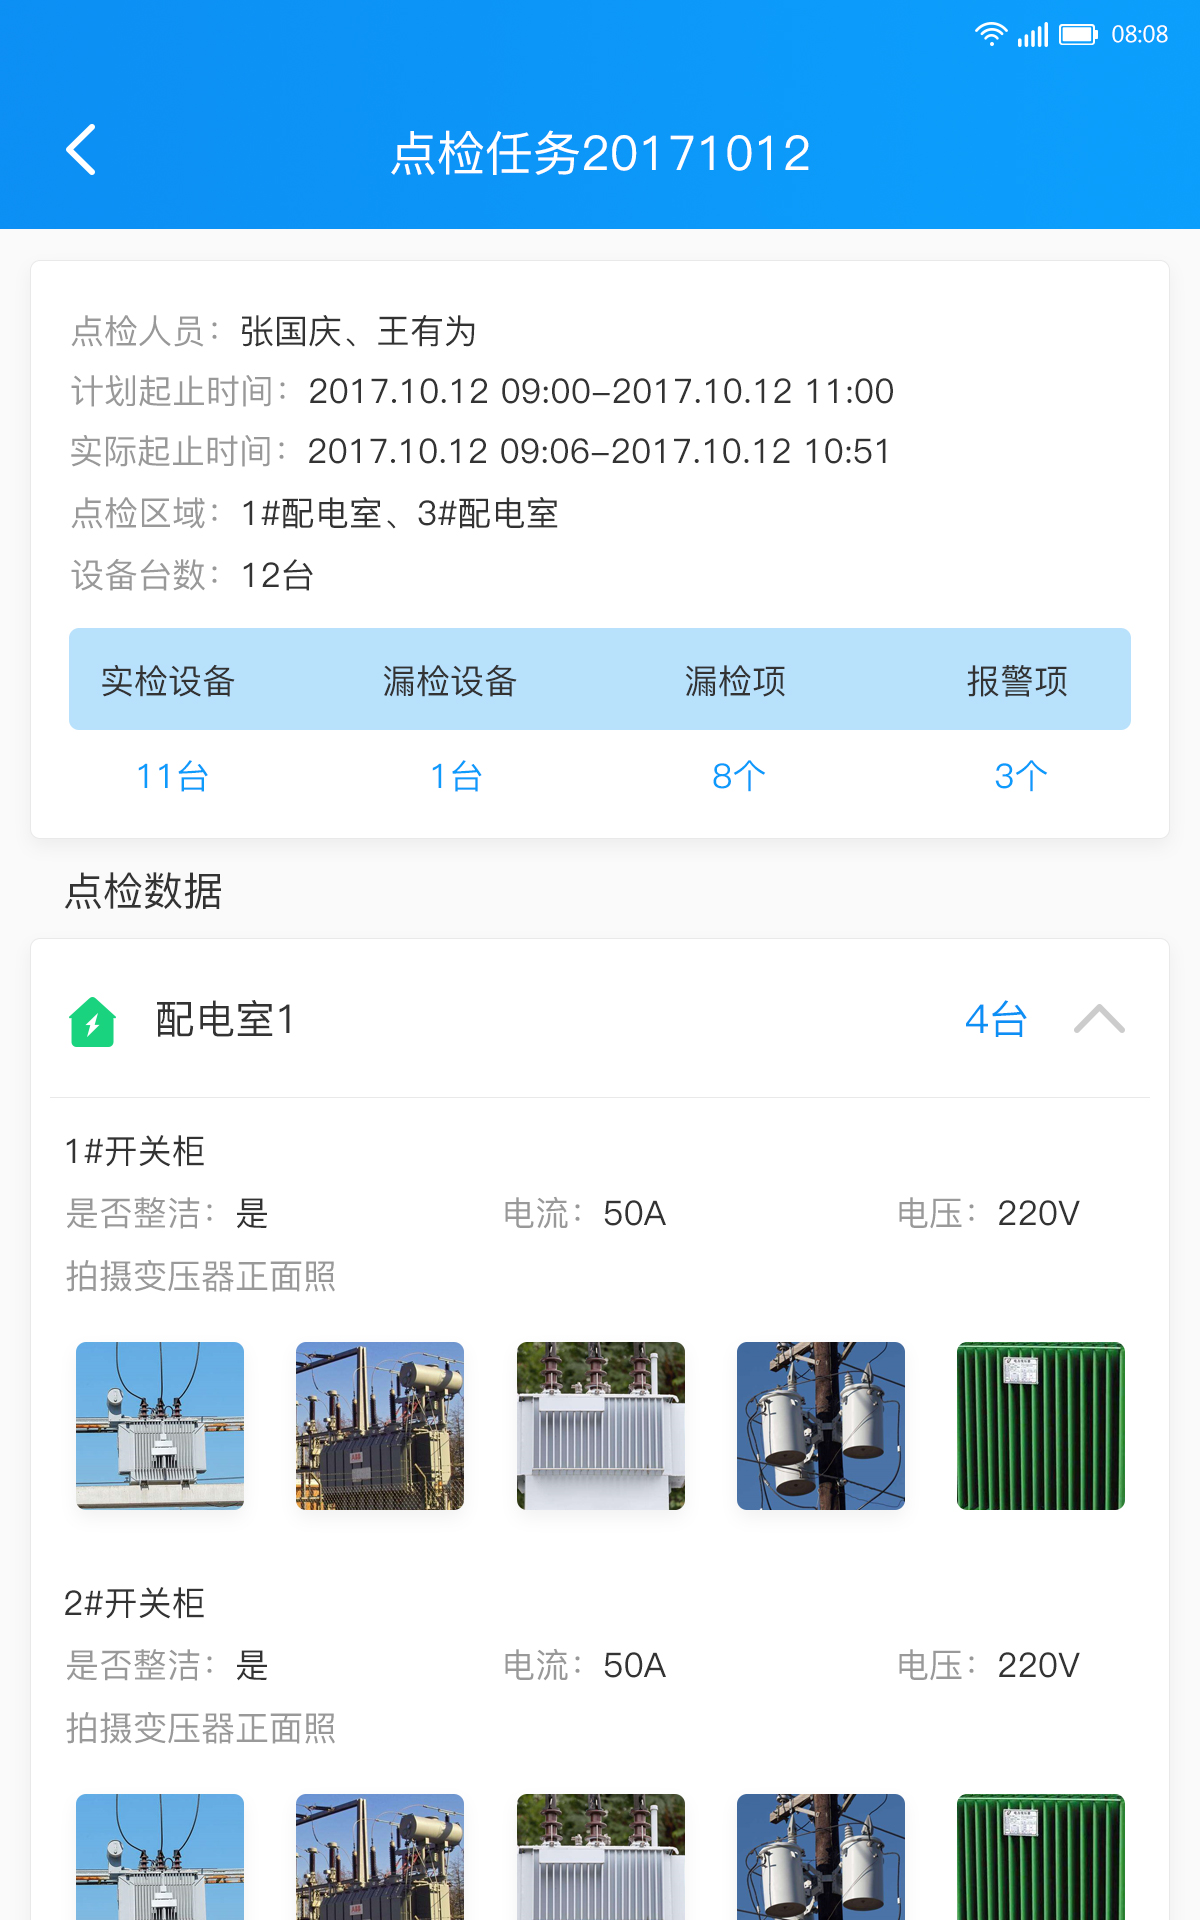 08:08
点检任务20171012
点检人员：张国庆、王有为
计划起止时间：2017.10.12 09:00-2017.10.12 11:00
实际起止时间：2017.10.12 09:06-2017.10.12 10:51
点检区域：1#配电室、3#配电室
设备台数：12台
实检设备 漏检设备 漏检项 报警项
11台 1台 8个 3个
点检数据
配电室1 4台
1#开关柜
是否整洁：是 电流：50A 电压：220V
拍摄变压器正面照
2#开关柜
是否整洁：是 电流：50A 电压：220V
拍摄变压器正面照